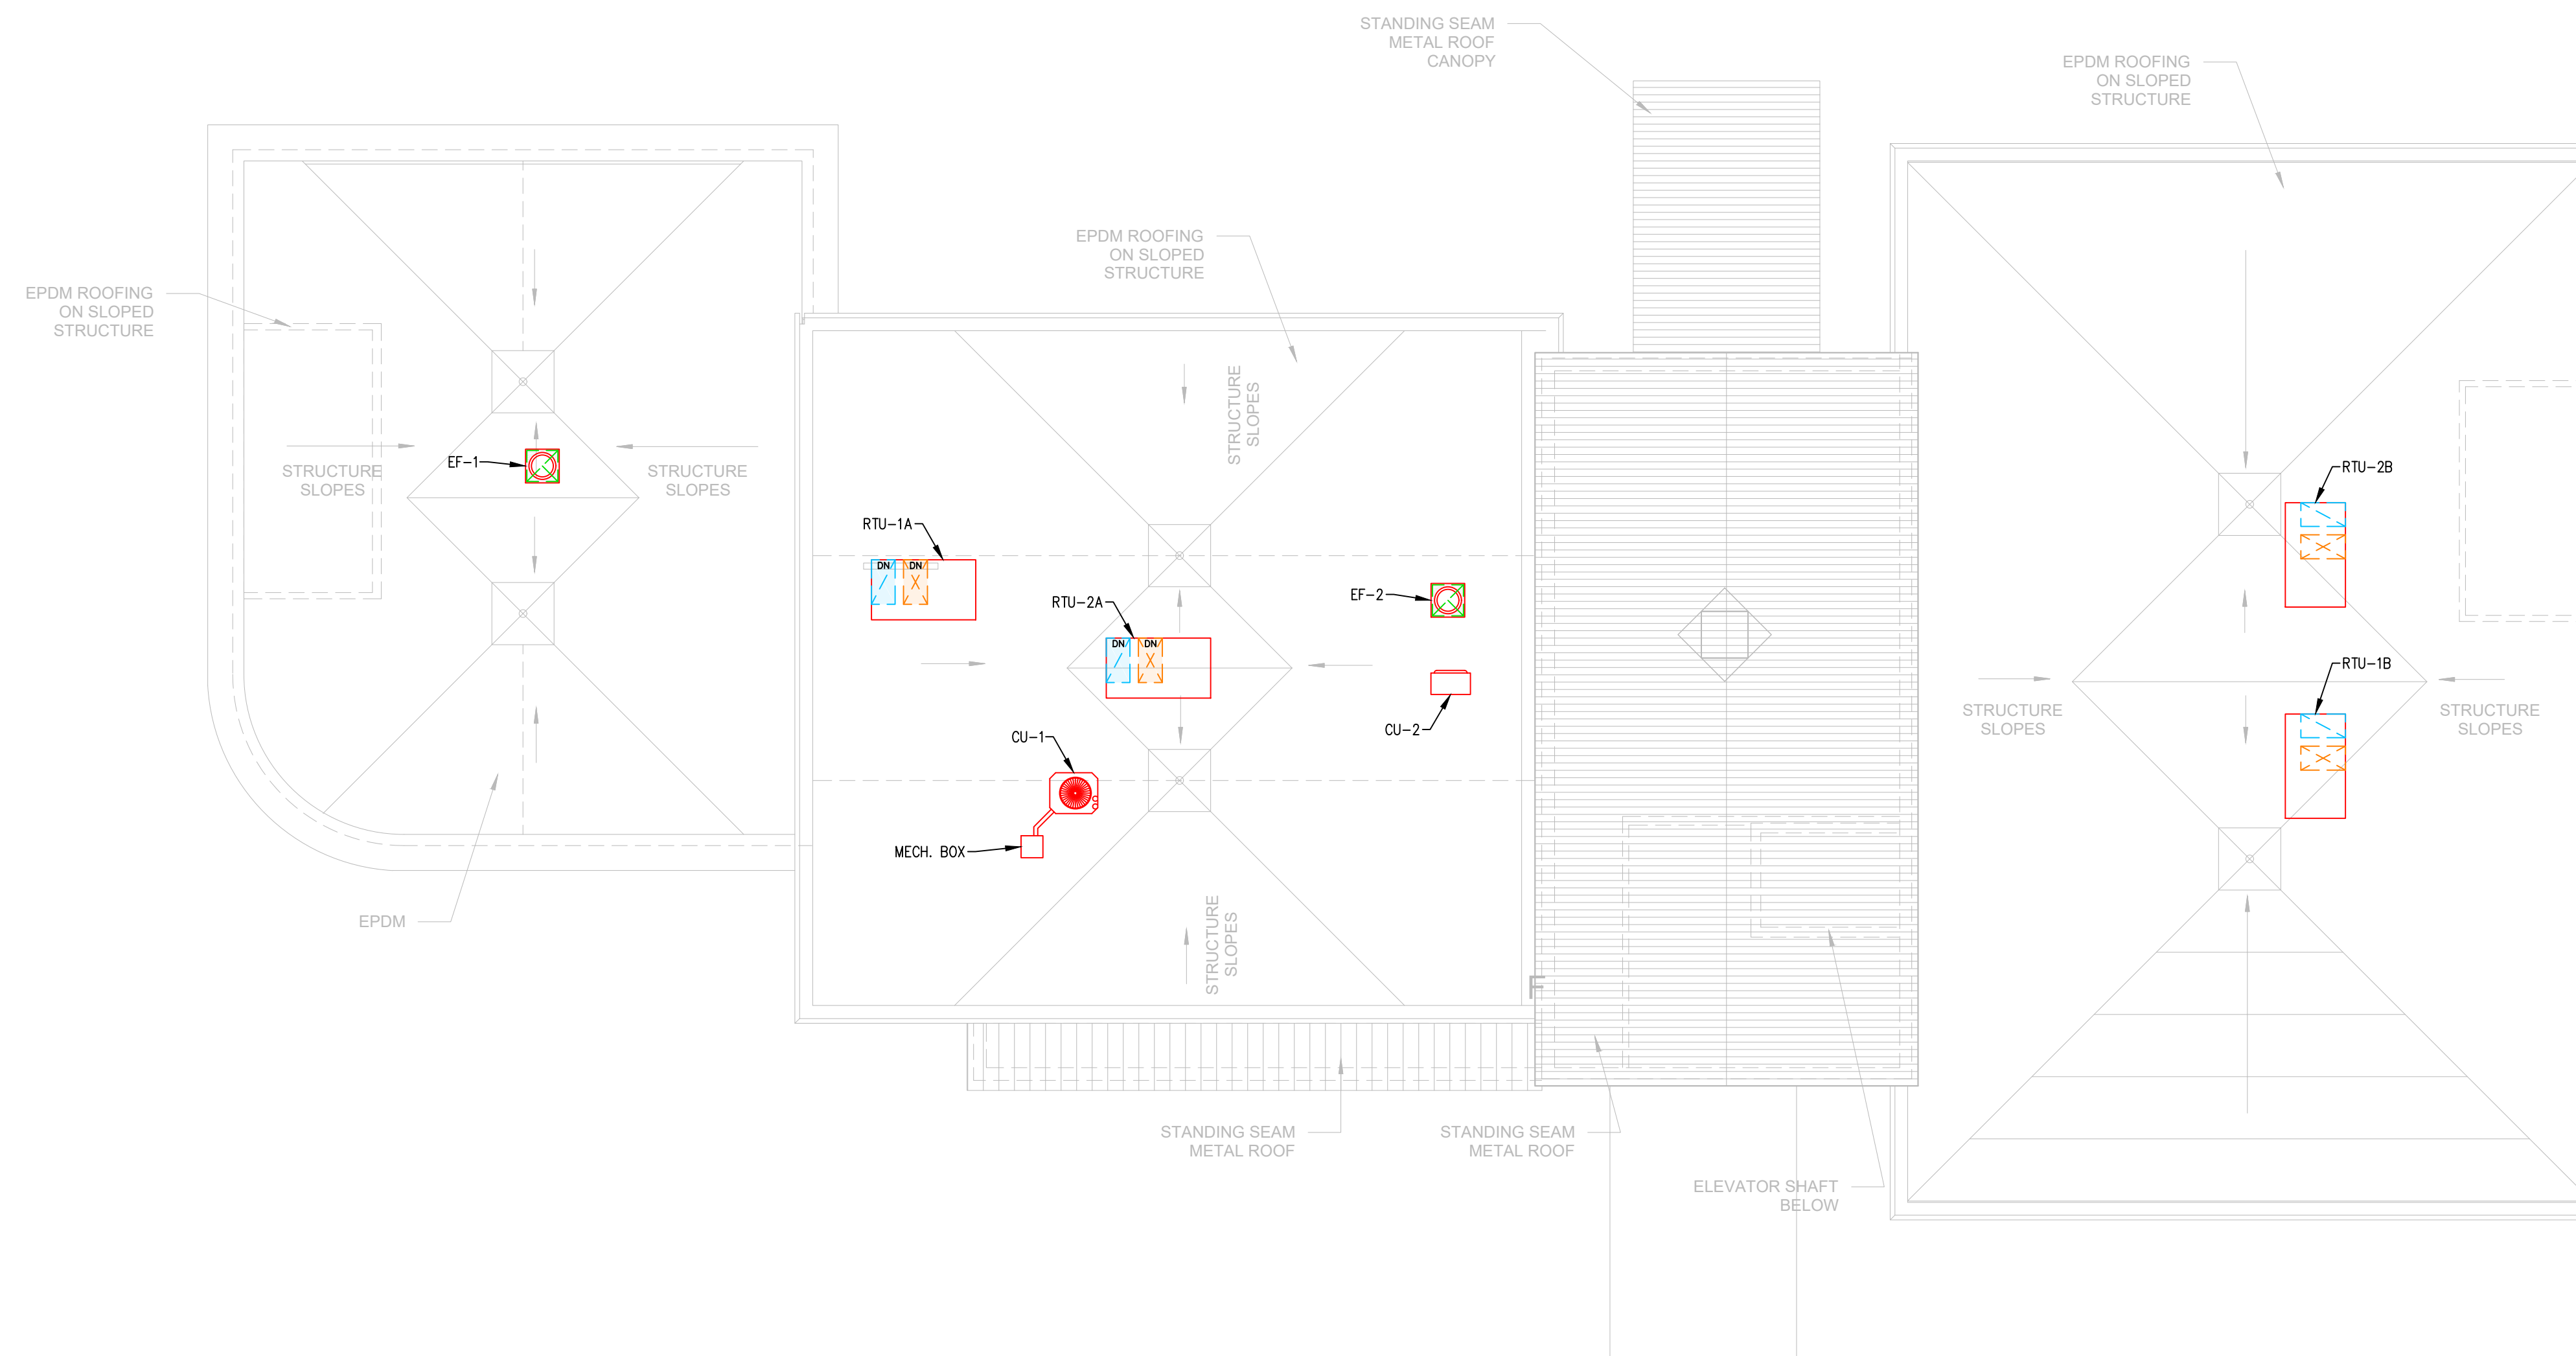 STANDING SEAM
METAL ROOF
CANOPY
EPDM ROOFING
ON SLOPED
STRUCTURE
EPDM ROOFING
ON SLOPED
STRUCTURE
EPDM ROOFING
ON SLOPED
STRUCTURE
STRUCTURE
SLOPES
EF-1
STRUCTURE
SLOPES
STRUCTURE
SLOPES
RTU-2B
RTU-1A
DN
DN
EF-2
RTU-2A
DN
DN
RTU-1B
STRUCTURE
SLOPES
STRUCTURE
SLOPES
CU-2
CU-1
MECH. BOX
EPDM
STRUCTURE
SLOPES
F
STANDING SEAM
METAL ROOF
STANDING SEAM
METAL ROOF
ELEVATOR SHAFT
BELOW